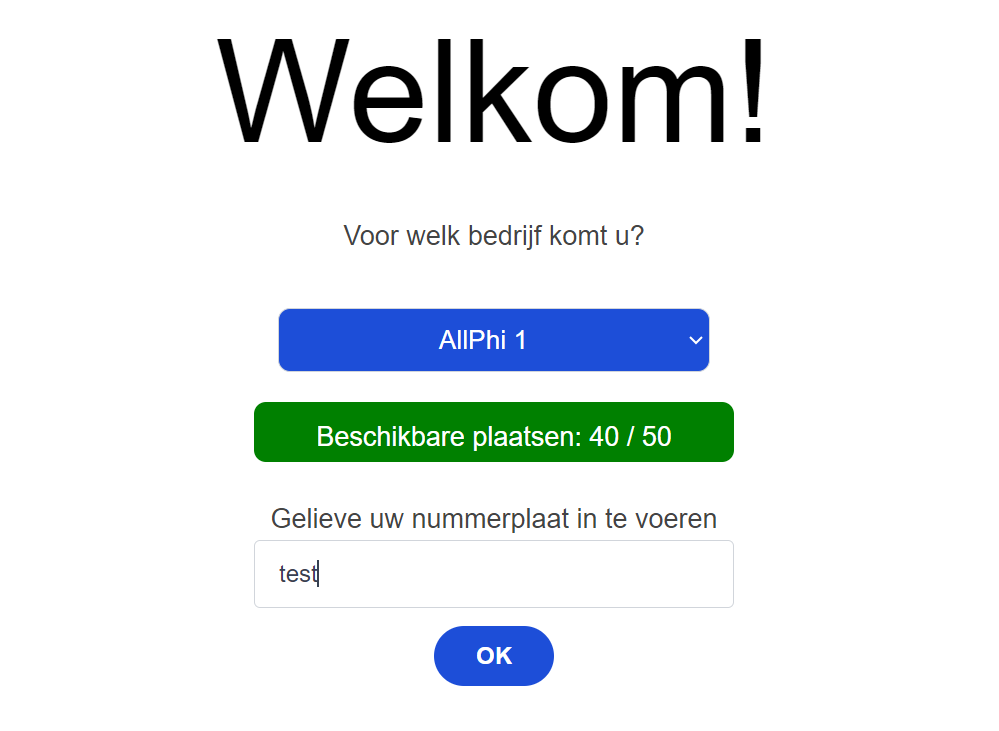 Welkom!
Voor welk bedrijf komt u?
AllPhi 1
Beschikbare plaatsen: 40 / 50
Gelieve uw nummerplaat in te voeren
test
OK